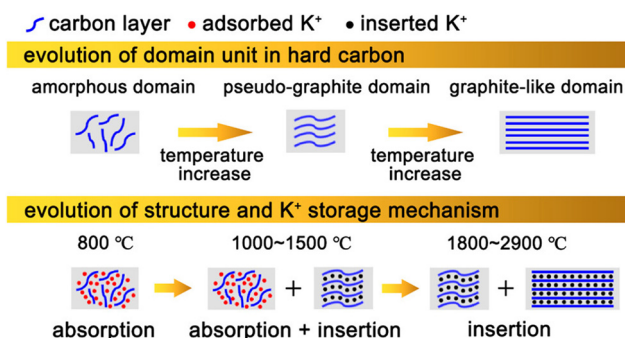 carbon layer adsorbed K⁺ inserted K⁺
evolution of domain unit in hard carbon
amorphous domain pseudo-graphite domain graphite-like domain
temperature increase temperature increase
evolution of structure and K⁺ storage mechanism
800 ℃ 1000~1500 ℃ 1800~2900 ℃
+ +
absorption absorption + insertion insertion